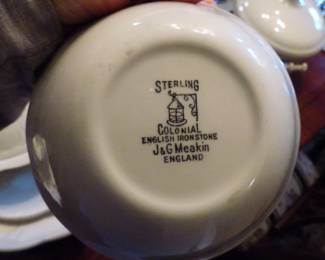 STERLING
COLONIAL
ENGLISH IRONSTONE
J&G Meakin
ENGLAND